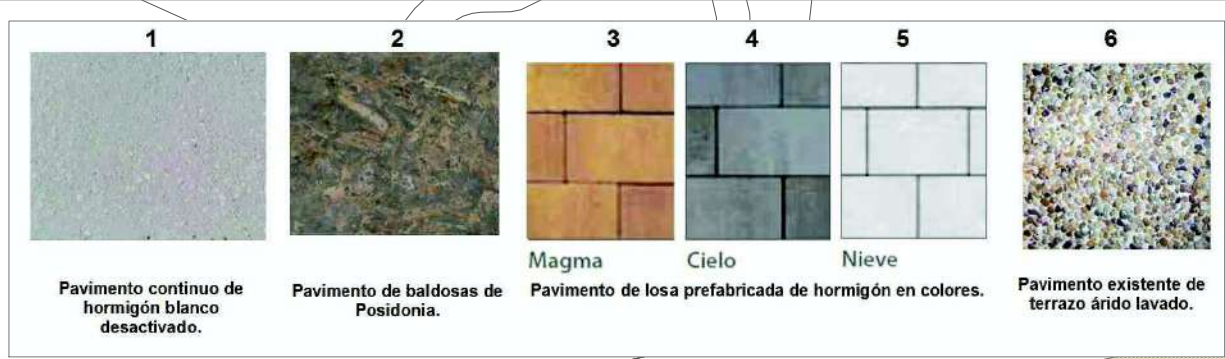 1 2 3 4 5 6
Magma Cielo Nieve
Pavimento continuo de
hormigón blanco
desactivado.
Pavimento de baldosas de
Posidonia.
Pavimento de losa prefabricada de hormigón en colores.
Pavimento existente de
terrazo árido lavado.